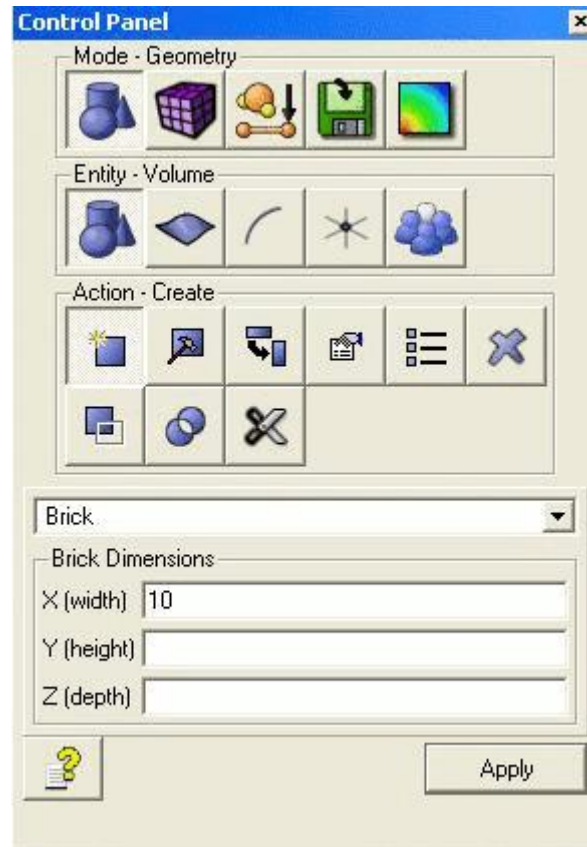 Control Panel
Mode - Geometry
Entity - Volume
Action - Create
Brick
Brick Dimensions
X (width) 10
Y (height)
Z (depth)
Apply